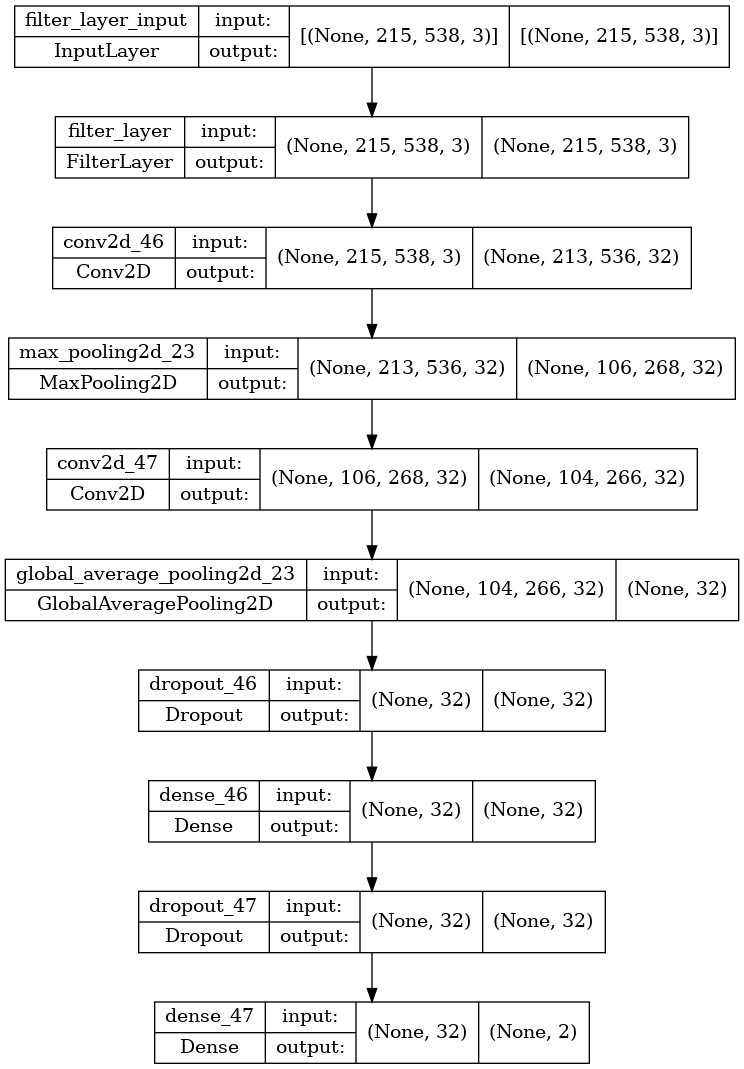 filter_layer_input input: [(None, 215, 538, 3)] [(None, 215, 538, 3)]
InputLayer output:
filter_layer input: (None, 215, 538, 3) (None, 215, 538, 3)
FilterLayer output:
conv2d_46 input: (None, 215, 538, 3) (None, 213, 536, 32)
Conv2D output:
max_pooling2d_23 input: (None, 213, 536, 32) (None, 106, 268, 32)
MaxPooling2D output:
conv2d_47 input: (None, 106, 268, 32) (None, 104, 266, 32)
Conv2D output:
global_average_pooling2d_23 input: (None, 104, 266, 32) (None, 32)
GlobalAveragePooling2D output:
dropout_46 input: (None, 32) (None, 32)
Dropout output:
dense_46 input: (None, 32) (None, 32)
Dense output:
dropout_47 input: (None, 32) (None, 32)
Dropout output:
dense_47 input: (None, 32) (None, 2)
Dense output: